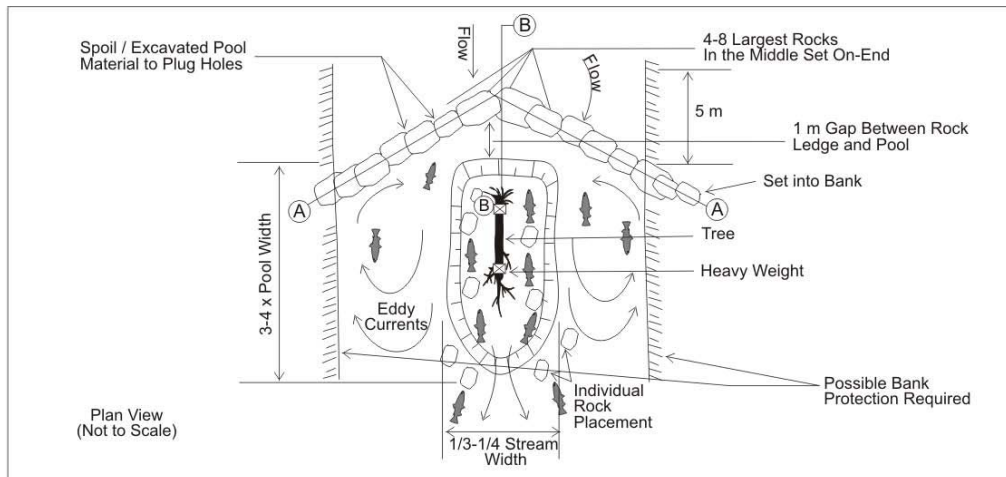 B
Spoil / Excavated Pool
Material to Plug Holes
Flow
4-8 Largest Rocks
In the Middle Set On-End
Flow
5 m
1 m Gap Between Rock
Ledge and Pool
Set into Bank
A
A
B
Tree
Heavy Weight
3-4 x Pool Width
Eddy
Currents
Individual
Rock
Placement
Possible Bank
Protection Required
Plan View
(Not to Scale)
1/3-1/4 Stream
Width